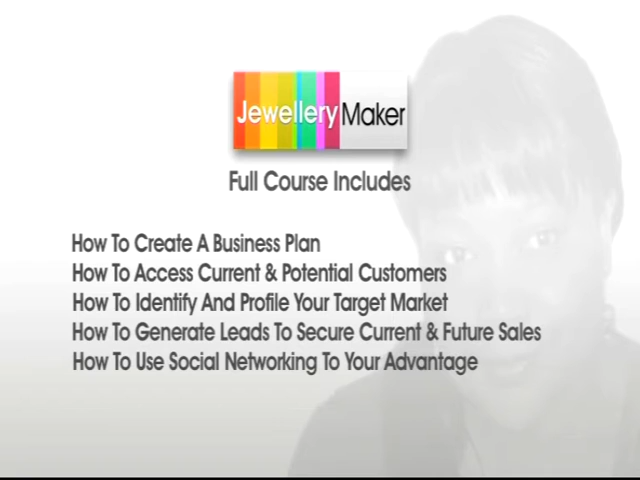 JewelleryMaker
Full Course Includes
How To Create A Business Plan
How To Access Current & Potential Customers
How To Identify And Profile Your Target Market
How To Generate Leads To Secure Current & Future Sales
How To Use Social Networking To Your Advantage